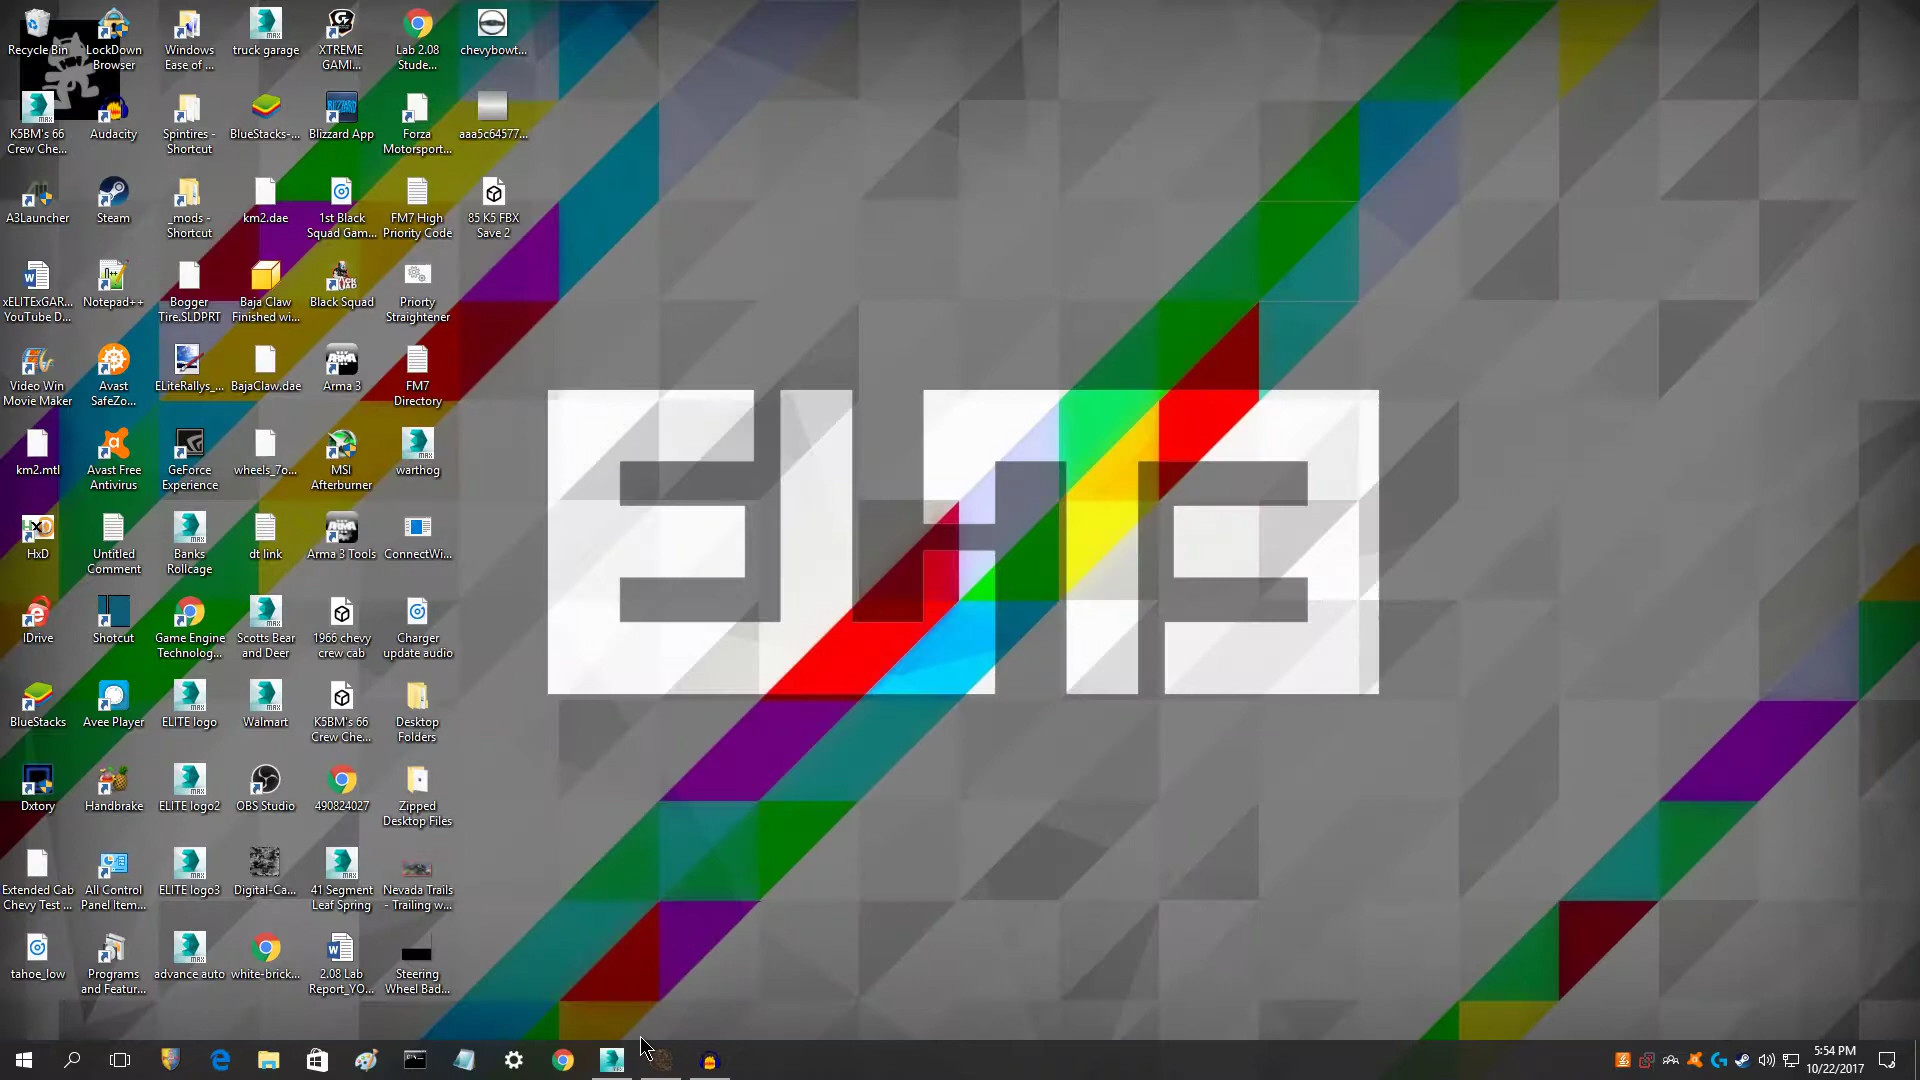 Recycle Bin
LockDown
Browser
Windows
Ease of ...
truck garage
XTREME
GAMI...
Lab 2.08
Stude...
chevybowt...
K5BM's 66
Crew Che...
Audacity
Spintires -
Shortcut
BlueStacks-...
Blizzard App
Forza
Motorsport...
aaa5c64577...
A3Launcher
Steam
_mods -
Shortcut
km2.dae
1st Black
Squad Gam...
FM7 High
Priority Code
85 K5 FBX
Save 2
xELITExGAR...
YouTube D...
Notepad++
Bogger
Tire.SLDPRT
Baja Claw
Finished wi...
Black Squad
Priorty
Straightener
Video Win
Movie Maker
Avast
SafeZo...
ELiteRallys_...
BajaClaw.dae
Arma 3
FM7
Directory
km2.mtl
Avast Free
Antivirus
GeForce
Experience
wheels_7o...
MSI
Afterburner
warthog
HxD
Untitled
Comment
Banks
Rollcage
dt link
Arma 3 Tools
ConnectWi...
IDrive
Shotcut
Game Engine
Technolog...
Scotts Bear
and Deer
1966 chevy
crew cab
Charger
update audio
BlueStacks
Avee Player
ELITE logo
Walmart
K5BM's 66
Crew Che...
Desktop
Folders
Dxtory
Handbrake
ELITE logo2
OBS Studio
490824027
Zipped
Desktop Files
Extended Cab
Chevy Test ...
All Control
Panel Item...
ELITE logo3
Digital-Ca...
41 Segment
Leaf Spring
Nevada Trails
- Trailing w...
tahoe_low
Programs
and Featur...
advance auto
white-brick...
2.08 Lab
Report_YO...
Steering
Wheel Bad...
ELITE
5:54 PM
10/22/2017